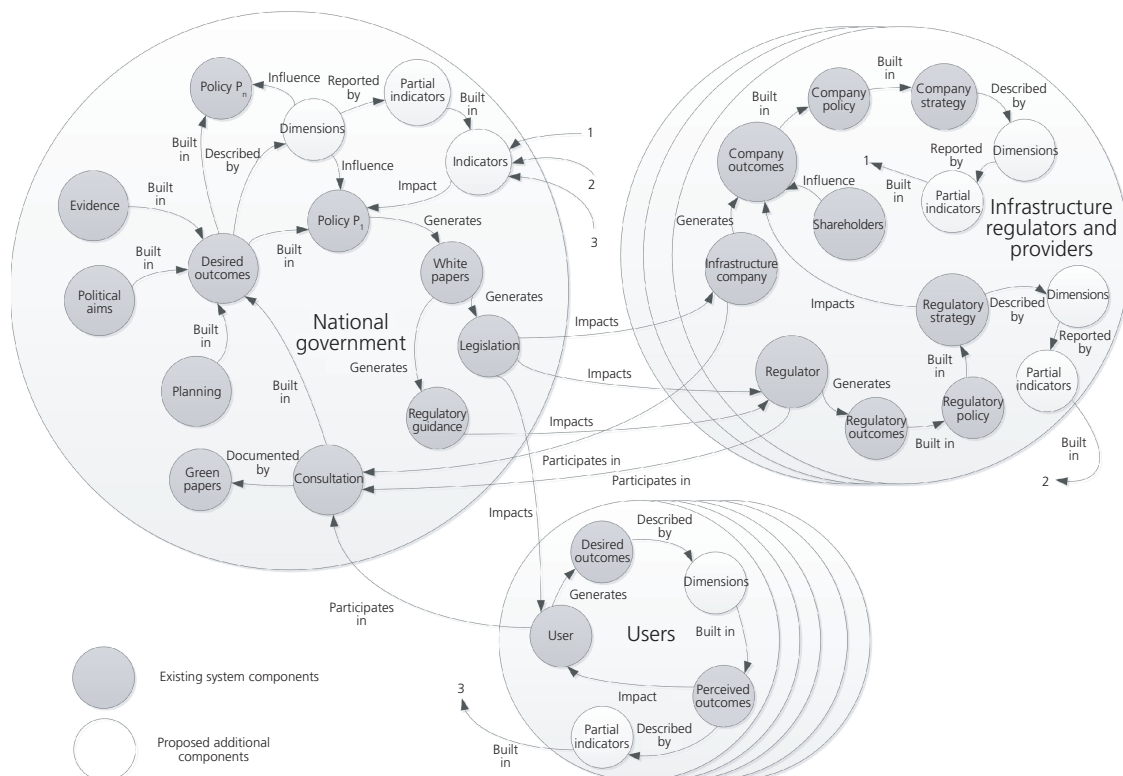 Policy Pn
Influence
Reported
by
Partial
indicators
Built
in
Dimensions
Built
in
Described
by
Influence
Indicators
1
2
3
Impact
Evidence
Built
in
Policy P1
Generates
Desired
outcomes
Built
in
White
papers
Political
aims
Built
in
Generates
National
government
Legislation
Built
in
Planning
Built
in
Generates
Regulatory
guidance
Documented
by
Green
papers
Consultation
Impacts
Impacts
Impacts
Participates in
Participates in
Impacts
Participates
in
Company
policy
Built
in
Company
strategy
Described
by
Built
in
Company
outcomes
Dimensions
Reported
by
1
Built
in
Partial
indicators
Influence
Shareholders
Generates
Infrastructure
regulators and
providers
Infrastructure
company
Impacts
Regulatory
strategy
Described
by
Dimensions
Reported
by
Partial
indicators
Built
in
Regulator
Generates
Regulatory
outcomes
Built in
Regulatory
policy
Built
in
2
Desired
outcomes
Described
by
Dimensions
Generates
User
Users
Built in
Perceived
outcomes
Impact
Described
by
Partial
indicators
Built
in
3
Existing system components
Proposed additional
components